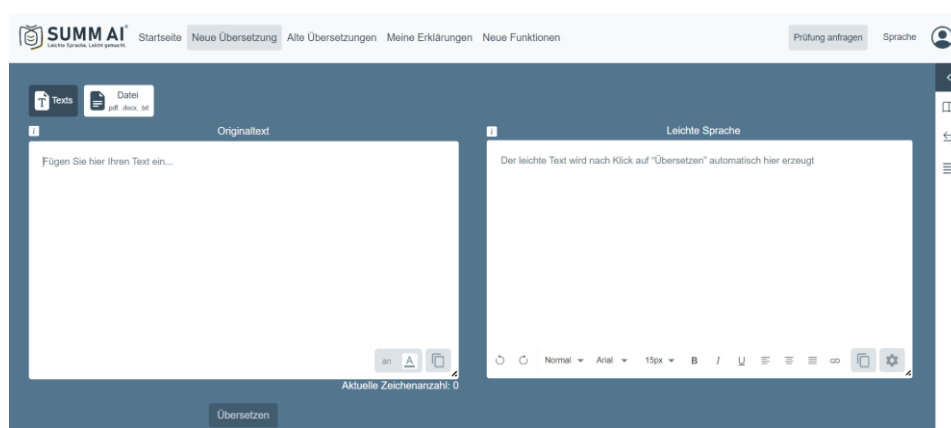 SUMM AI®
Leichte Sprache. Leicht gemacht.
Startseite Neue Übersetzung Alte Übersetzungen Meine Erklärungen Neue Funktionen Prüfung anfragen Sprache
T Texts
Datei
pdf, docx, txt
i Originaltext
Fügen Sie hier Ihren Text ein...
an A
Aktuelle Zeichenanzahl: 0
Übersetzen
i Leichte Sprache
Der leichte Text wird nach Klick auf "Übersetzen" automatisch hier erzeugt
Normal Arial 15px B I U